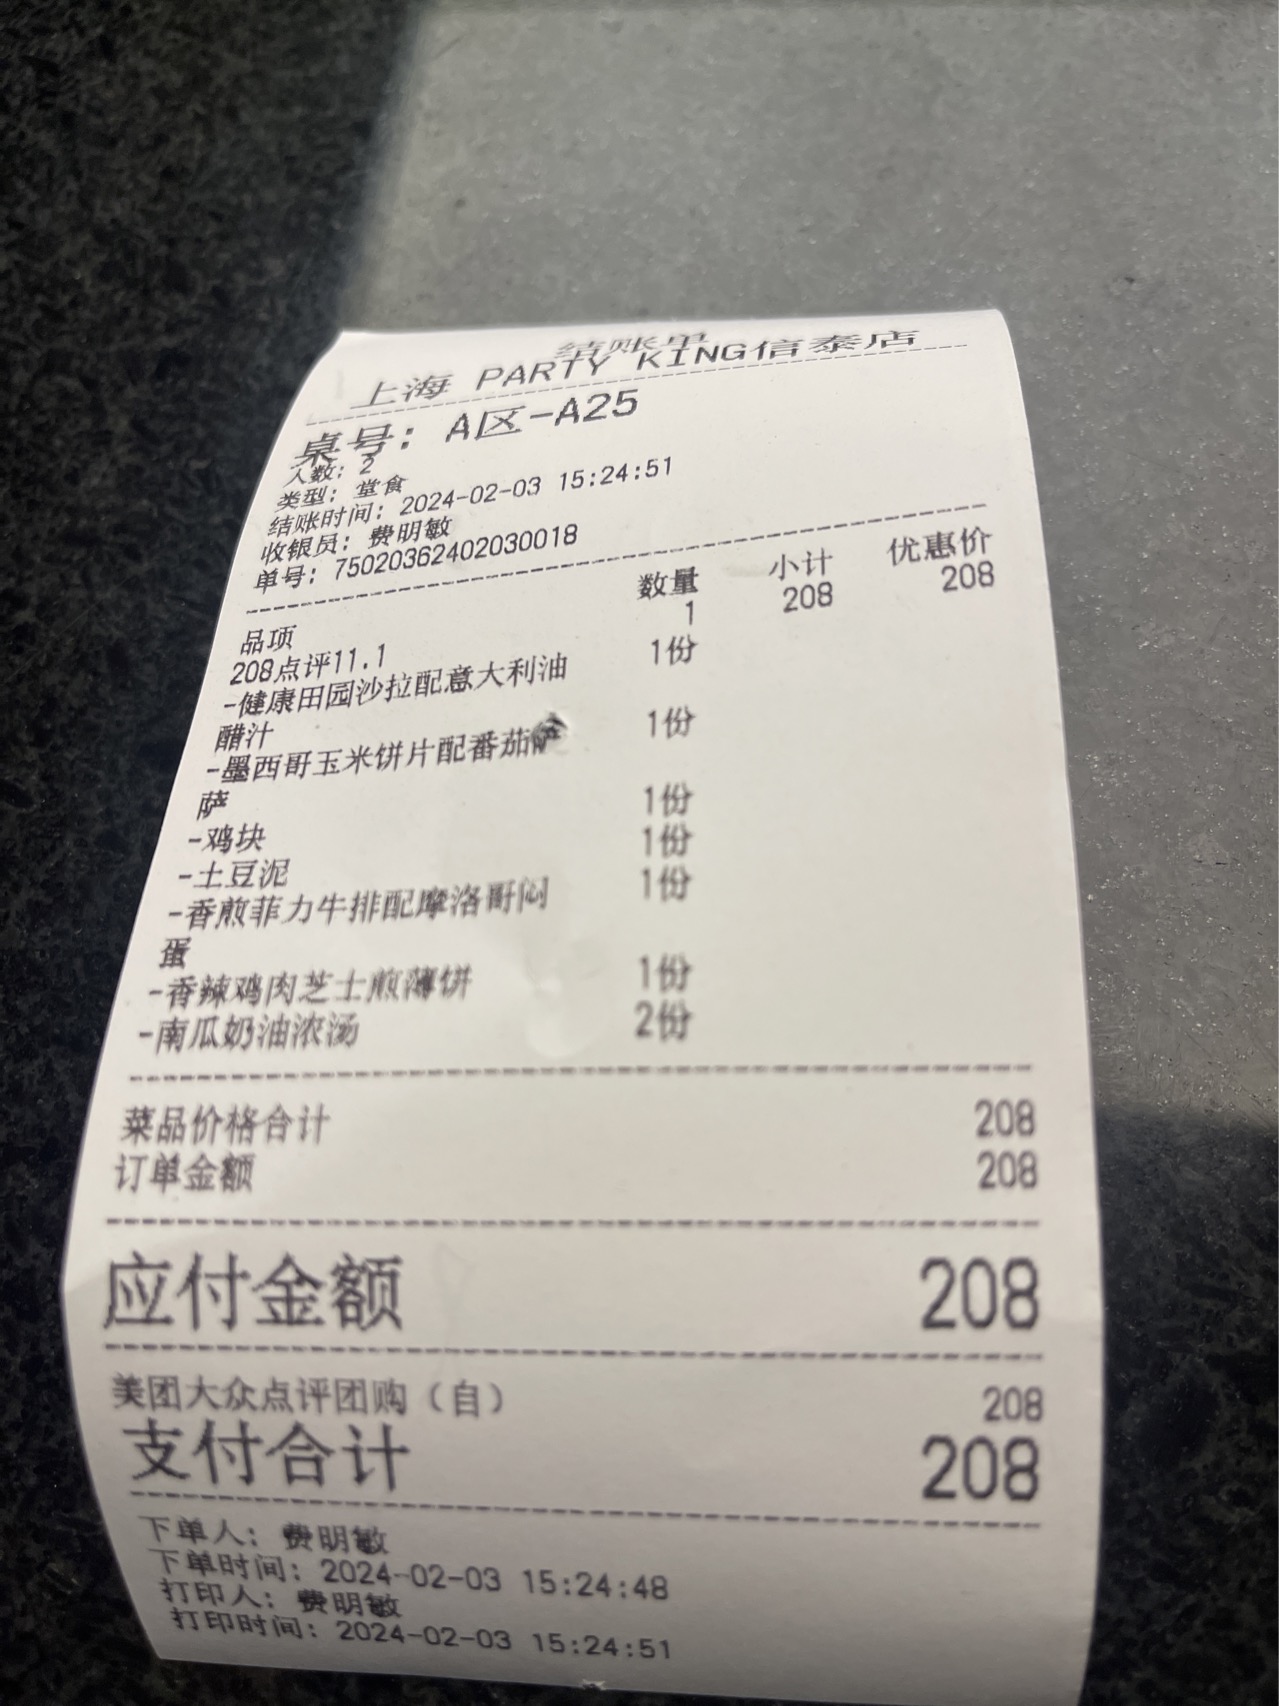 结账单
上海 PARTY KING信泰店
桌号: A区-A25
人数: 2
类型: 堂食
结账时间: 2024-02-03 15:24:51
收银员: 费明敏
单号: 75020362402030018
品项 数量 小计 优惠价
208点评11.1 1 208 208
-健康田园沙拉配意大利油 1份
醋汁
-墨西哥玉米饼片配番茄萨 1份
萨
-鸡块 1份
-土豆泥 1份
-香煎菲力牛排配摩洛哥闷 1份
蛋
-香辣鸡肉芝士煎薄饼 1份
-南瓜奶油浓汤 2份
菜品价格合计 208
订单金额 208
应付金额 208
美团大众点评团购（自） 208
支付合计 208
下单人: 费明敏
下单时间: 2024-02-03 15:24:48
打印人: 费明敏
打印时间: 2024-02-03 15:24:51